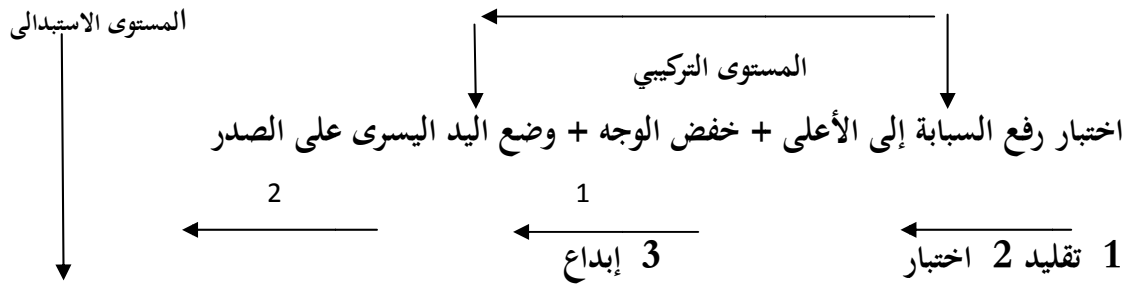 المستوى الاستبدالى
المستوى التركيبي
اختبار رفع السبابة إلى الأعلى + خفض الوجه + وضع اليد اليسرى على الصدر
1 2
1 تقليد 2 اختبار 3 إبداع